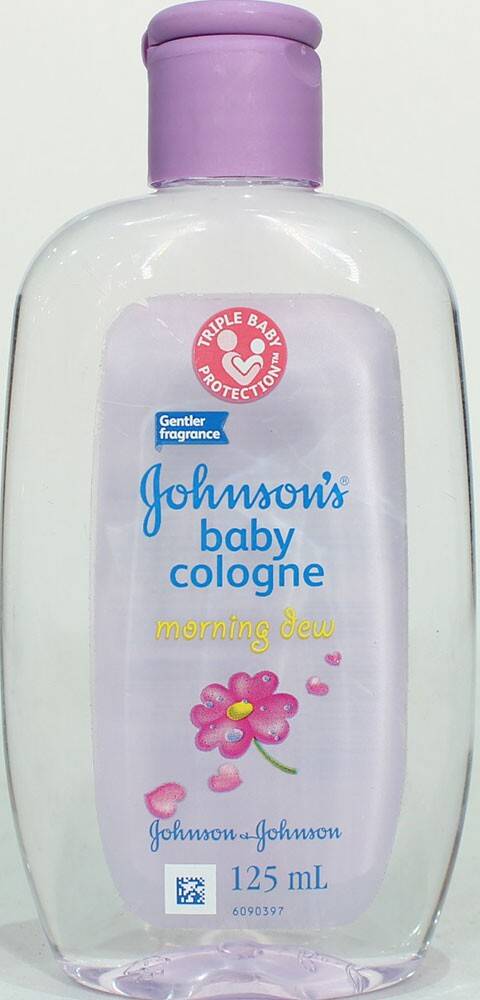 TRIPLE BABY
PROTECTION™
Gentler
fragrance
Johnson's®
baby
cologne
morning dew
Johnson & Johnson
125 mL
6090397